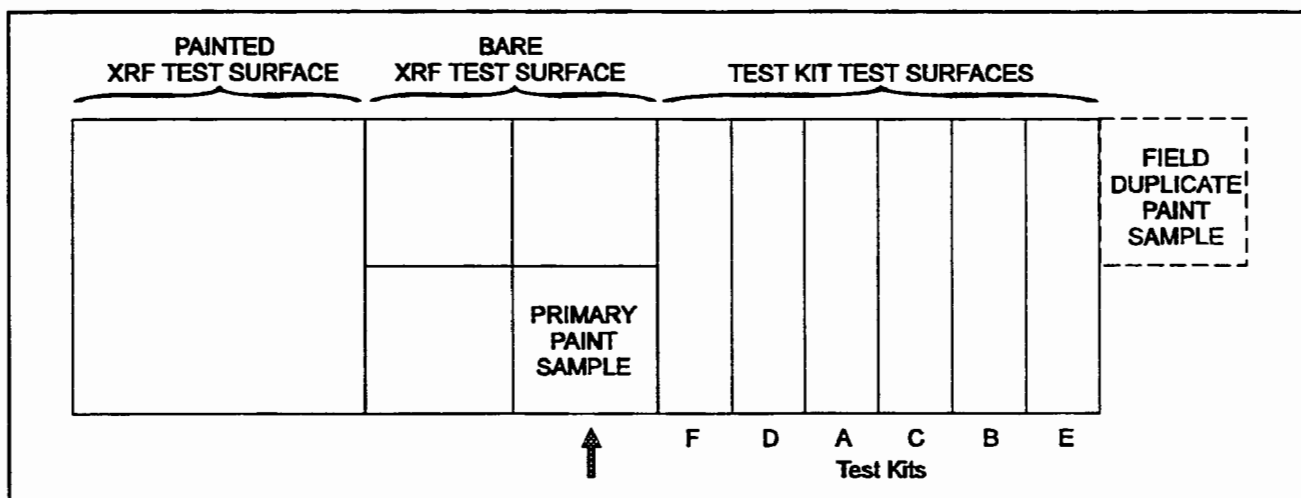 PAINTED
XRF TEST SURFACE
BARE
XRF TEST SURFACE
TEST KIT TEST SURFACES
FIELD
DUPLICATE
PAINT
SAMPLE
PRIMARY
PAINT
SAMPLE
F D A C B E
Test Kits